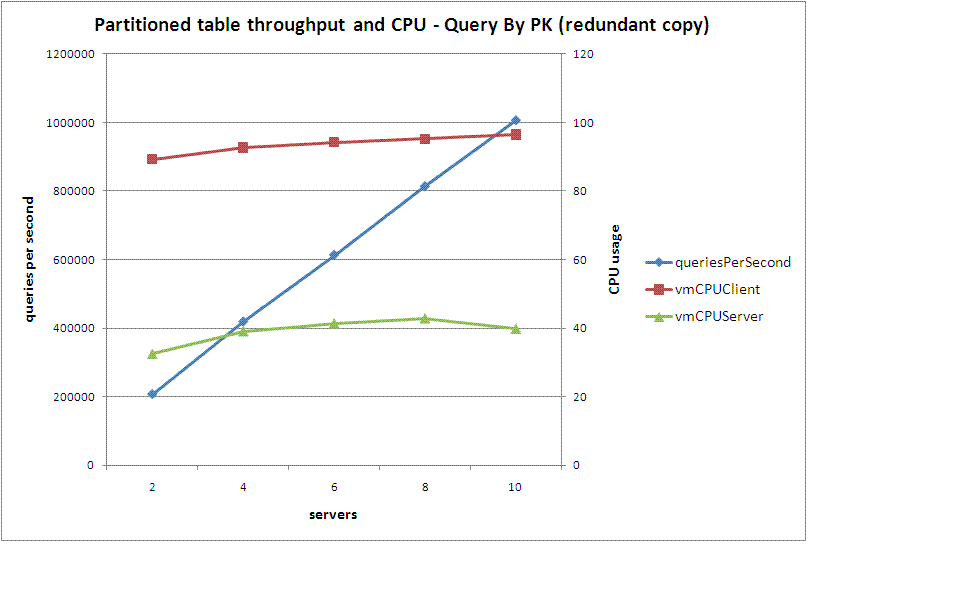 Partitioned table throughput and CPU - Query By PK (redundant copy)
1200000
1000000
800000
600000
400000
200000
0
queries per second
120
100
80
60
40
20
0
CPU usage
2 4 6 8 10
servers
queriesPerSecond
vmCPUClient
vmCPUServer